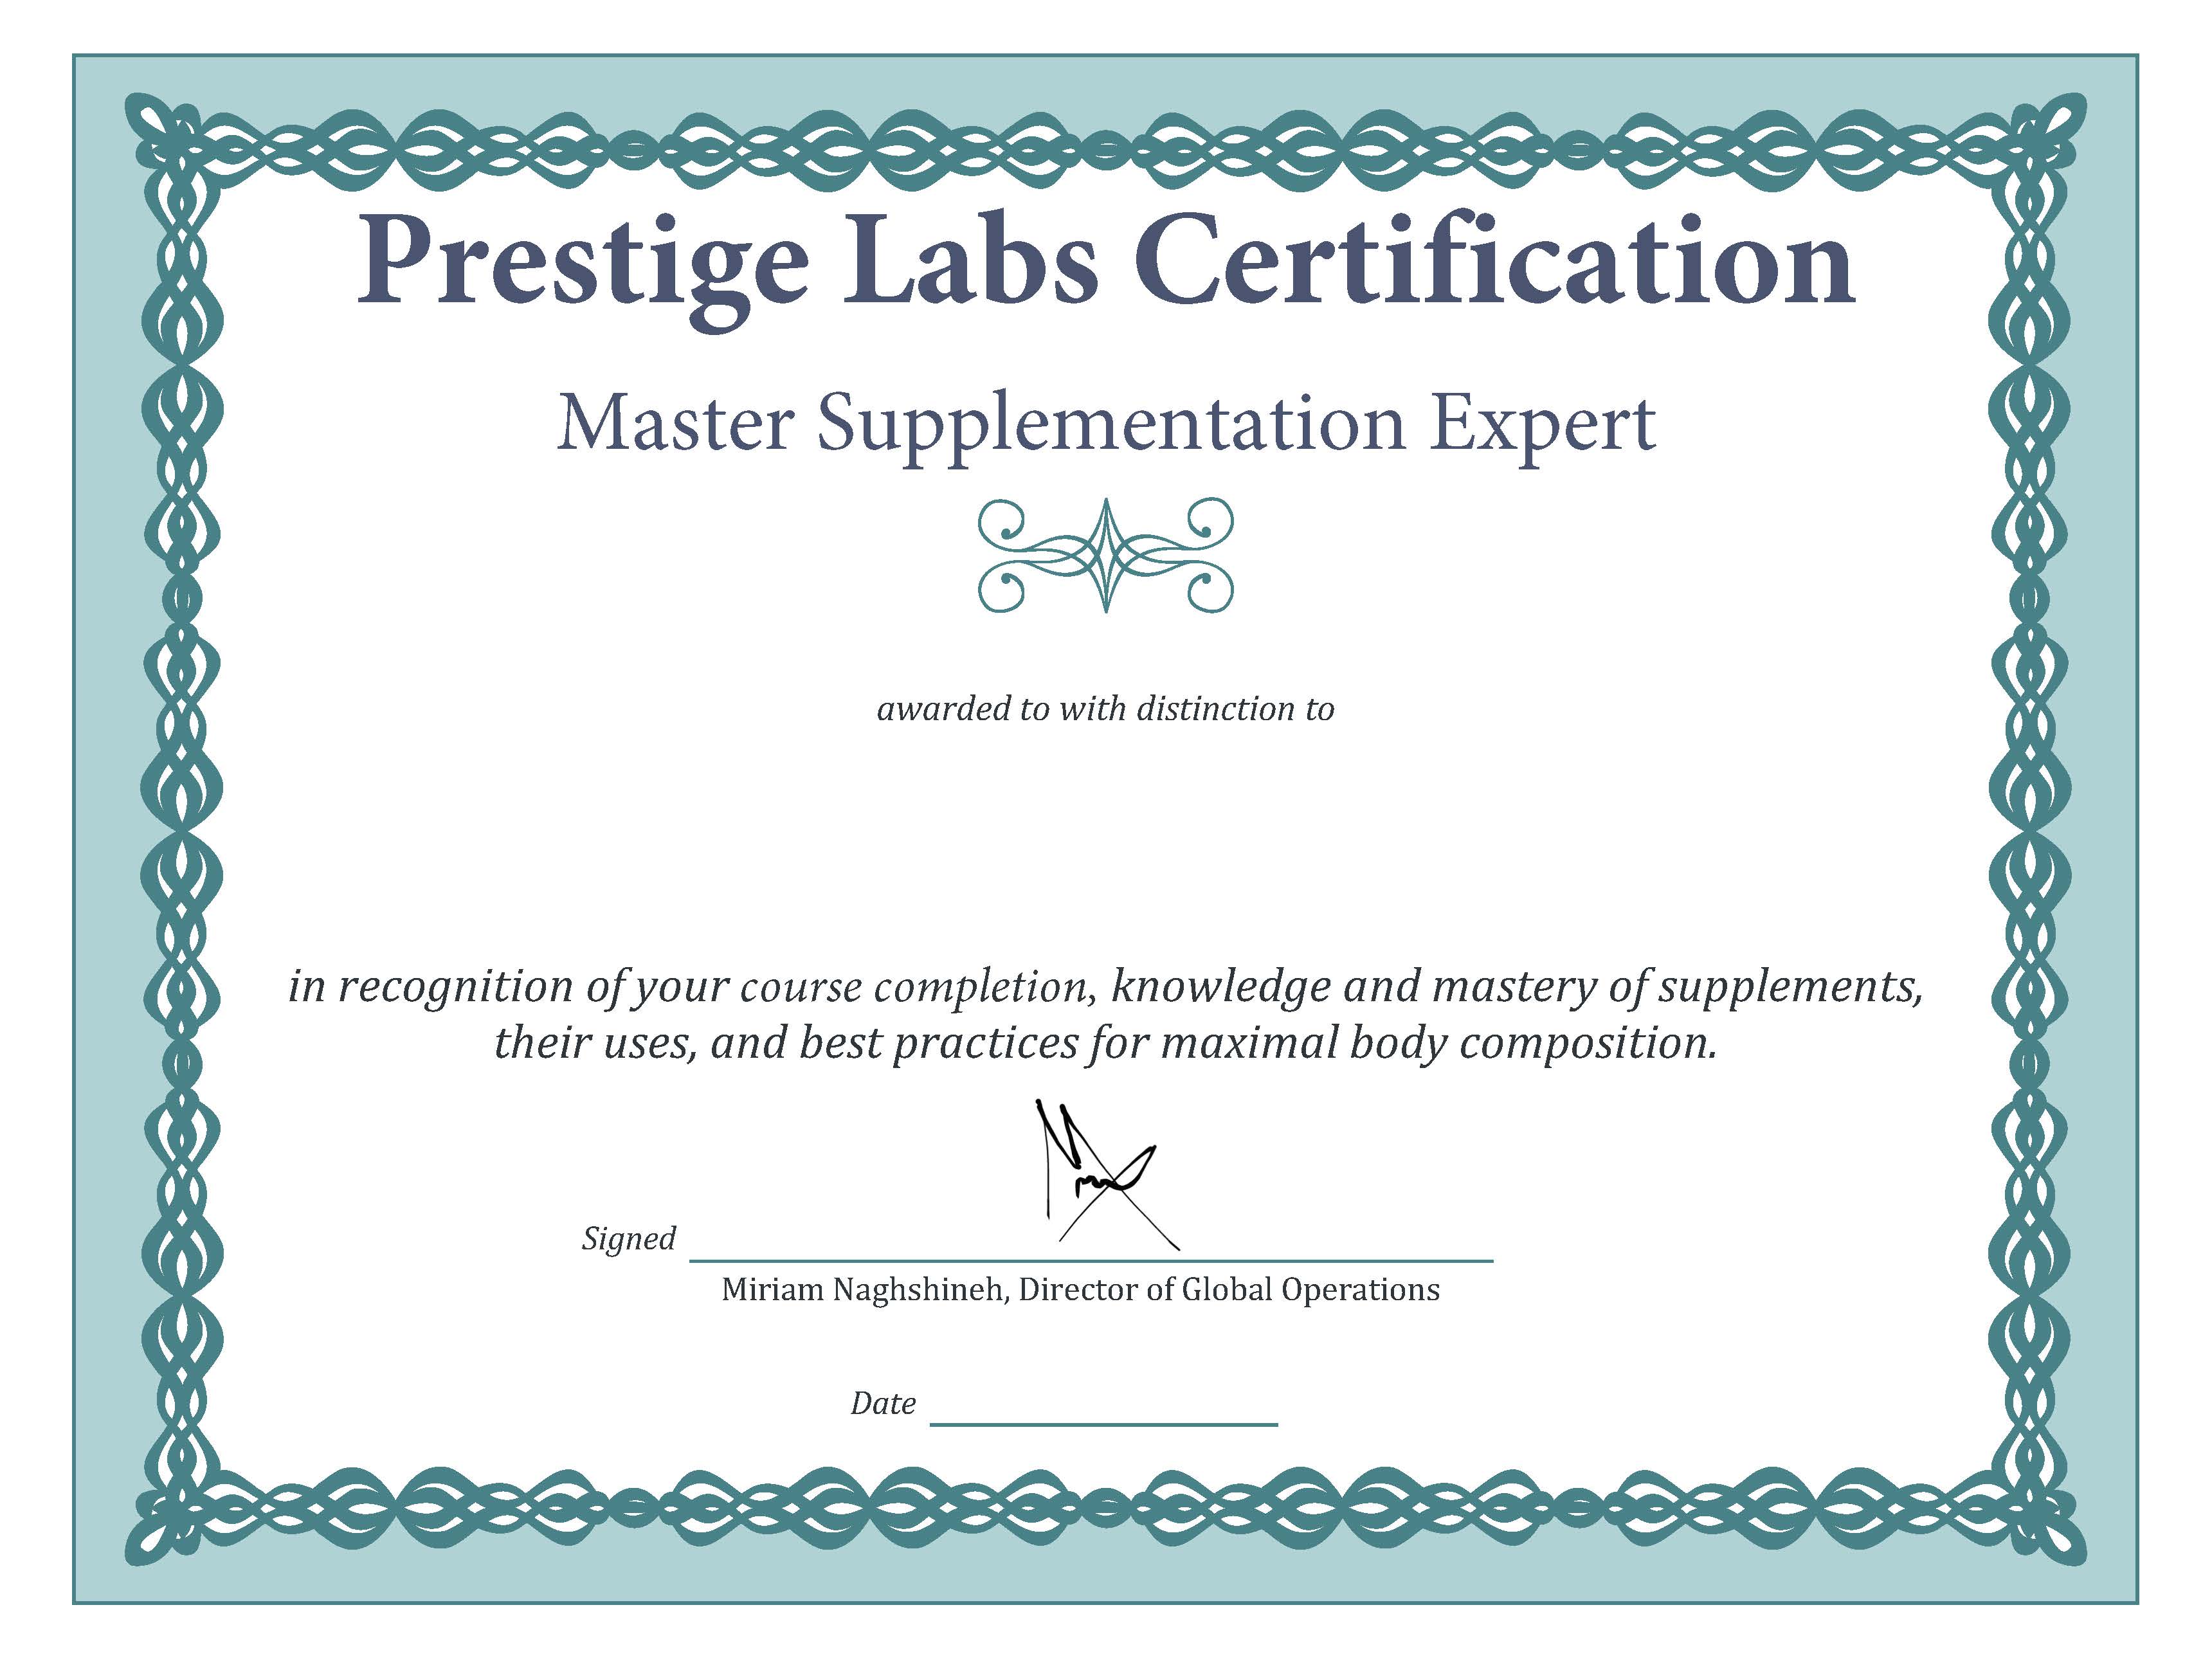 Prestige Labs Certification
Master Supplementation Expert
awarded to with distinction to
in recognition of your course completion, knowledge and mastery of supplements,
their uses, and best practices for maximal body composition.
Signed
Miriam Naghshineh, Director of Global Operations
Date